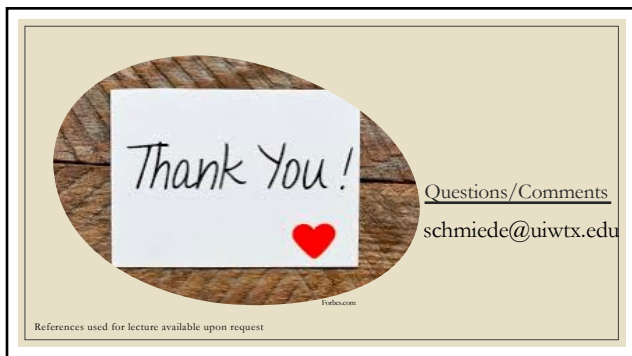 Thank You!
Questions/Comments
schmiede@uiwtx.edu
Forbes.com
References used for lecture available upon request